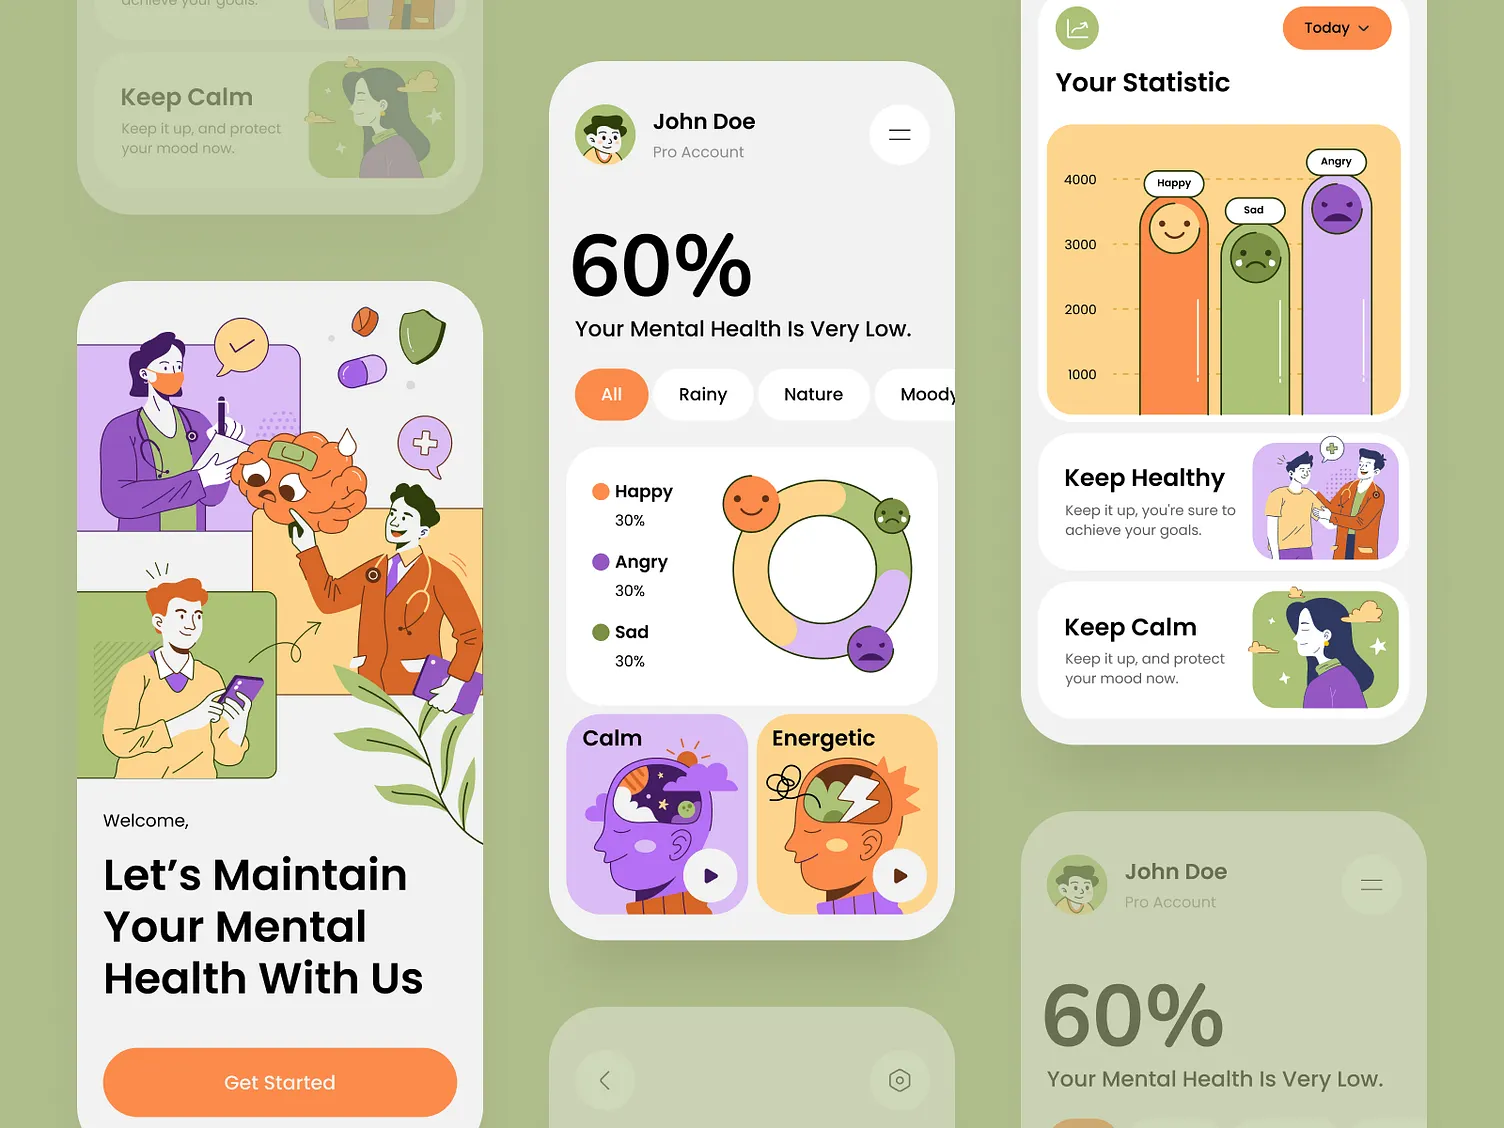 achieve your goals.
Keep Calm
Keep it up, and protect
your mood now.
Welcome,
Let’s Maintain
Your Mental
Health With Us
Get Started
John Doe
Pro Account
60%
Your Mental Health Is Very Low.
All
Rainy
Nature
Moody
Happy
30%
Angry
30%
Sad
30%
Calm
Energetic
Today
Your Statistic
4000
3000
2000
1000
Happy
Sad
Angry
Keep Healthy
Keep it up, you're sure to
achieve your goals.
Keep Calm
Keep it up, and protect
your mood now.
John Doe
Pro Account
60%
Your Mental Health Is Very Low.